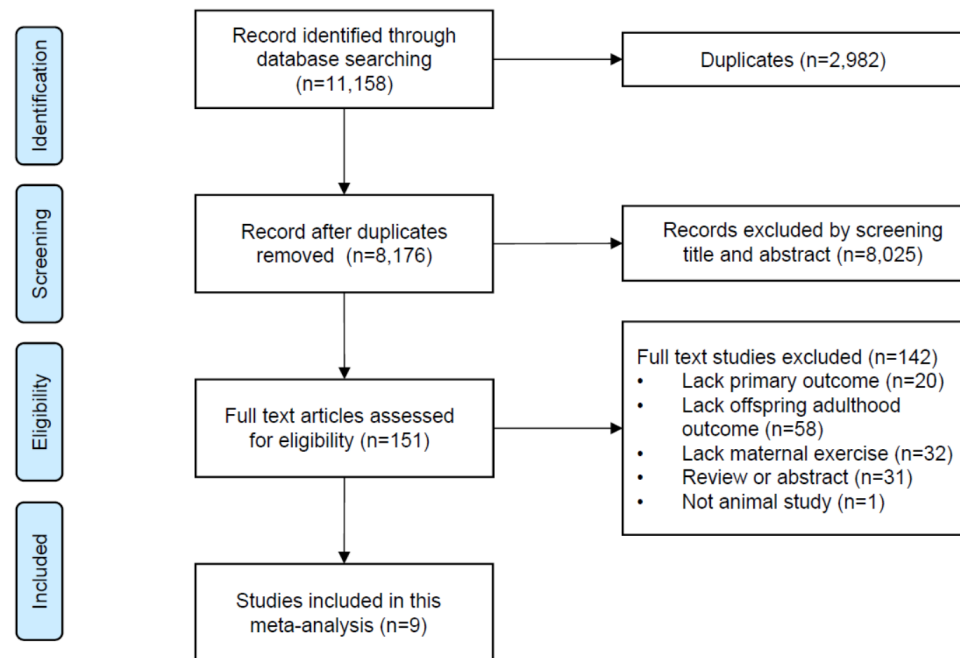 Identification
Record identified through
database searching
(n=11,158)
Duplicates (n=2,982)
Screening
Record after duplicates
removed (n=8,176)
Records excluded by screening
title and abstract (n=8,025)
Eligibility
Full text articles assessed
for eligibility (n=151)
Full text studies excluded (n=142)
• Lack primary outcome (n=20)
• Lack offspring adulthood
outcome (n=58)
• Lack maternal exercise (n=32)
• Review or abstract (n=31)
• Not animal study (n=1)
Included
Studies included in this
meta-analysis (n=9)